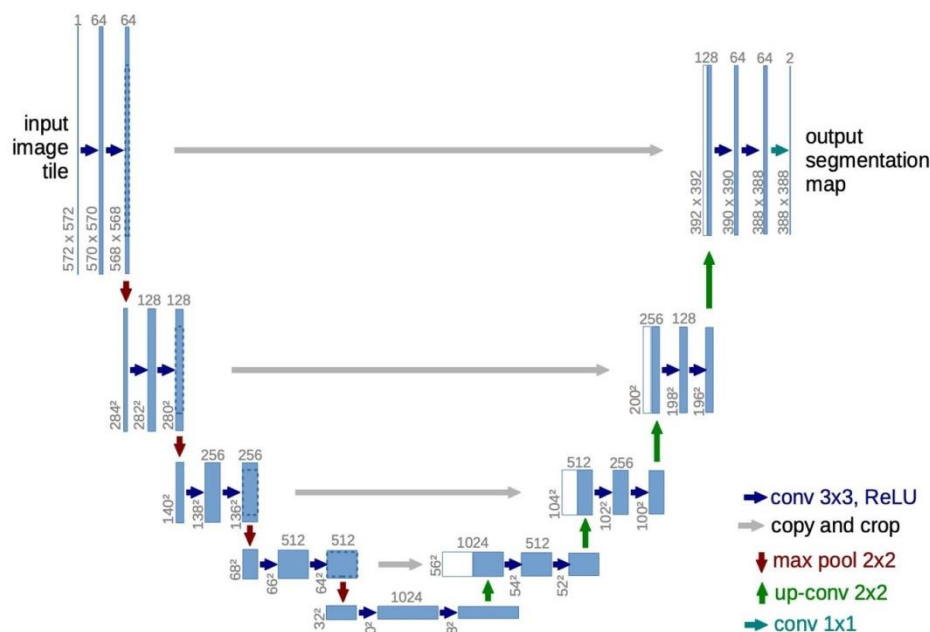 1 64 64
input
image
tile
572 x 572
570 x 570
568 x 568
128 64 64 2
output
segmentation
map
392 x 392
390 x 390
388 x 388
388 x 388
128 128
284²
282²
280²
256 128
200²
198²
196²
256 256
140²
138²
136²
512 256
104²
102²
100²
512 512
68²
66²
64²
1024 512
56²
54²
52²
1024
32²
conv 3x3, ReLU
copy and crop
max pool 2x2
up-conv 2x2
conv 1x1